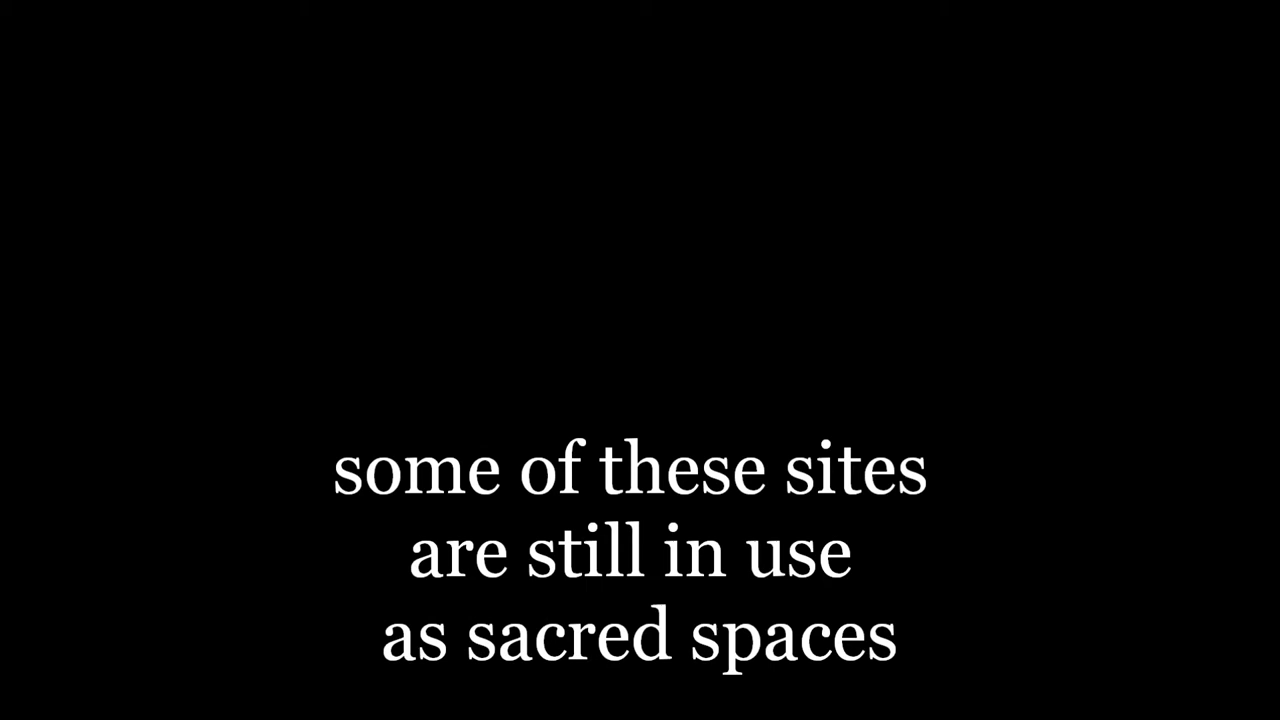 some of these sites
are still in use
as sacred spaces